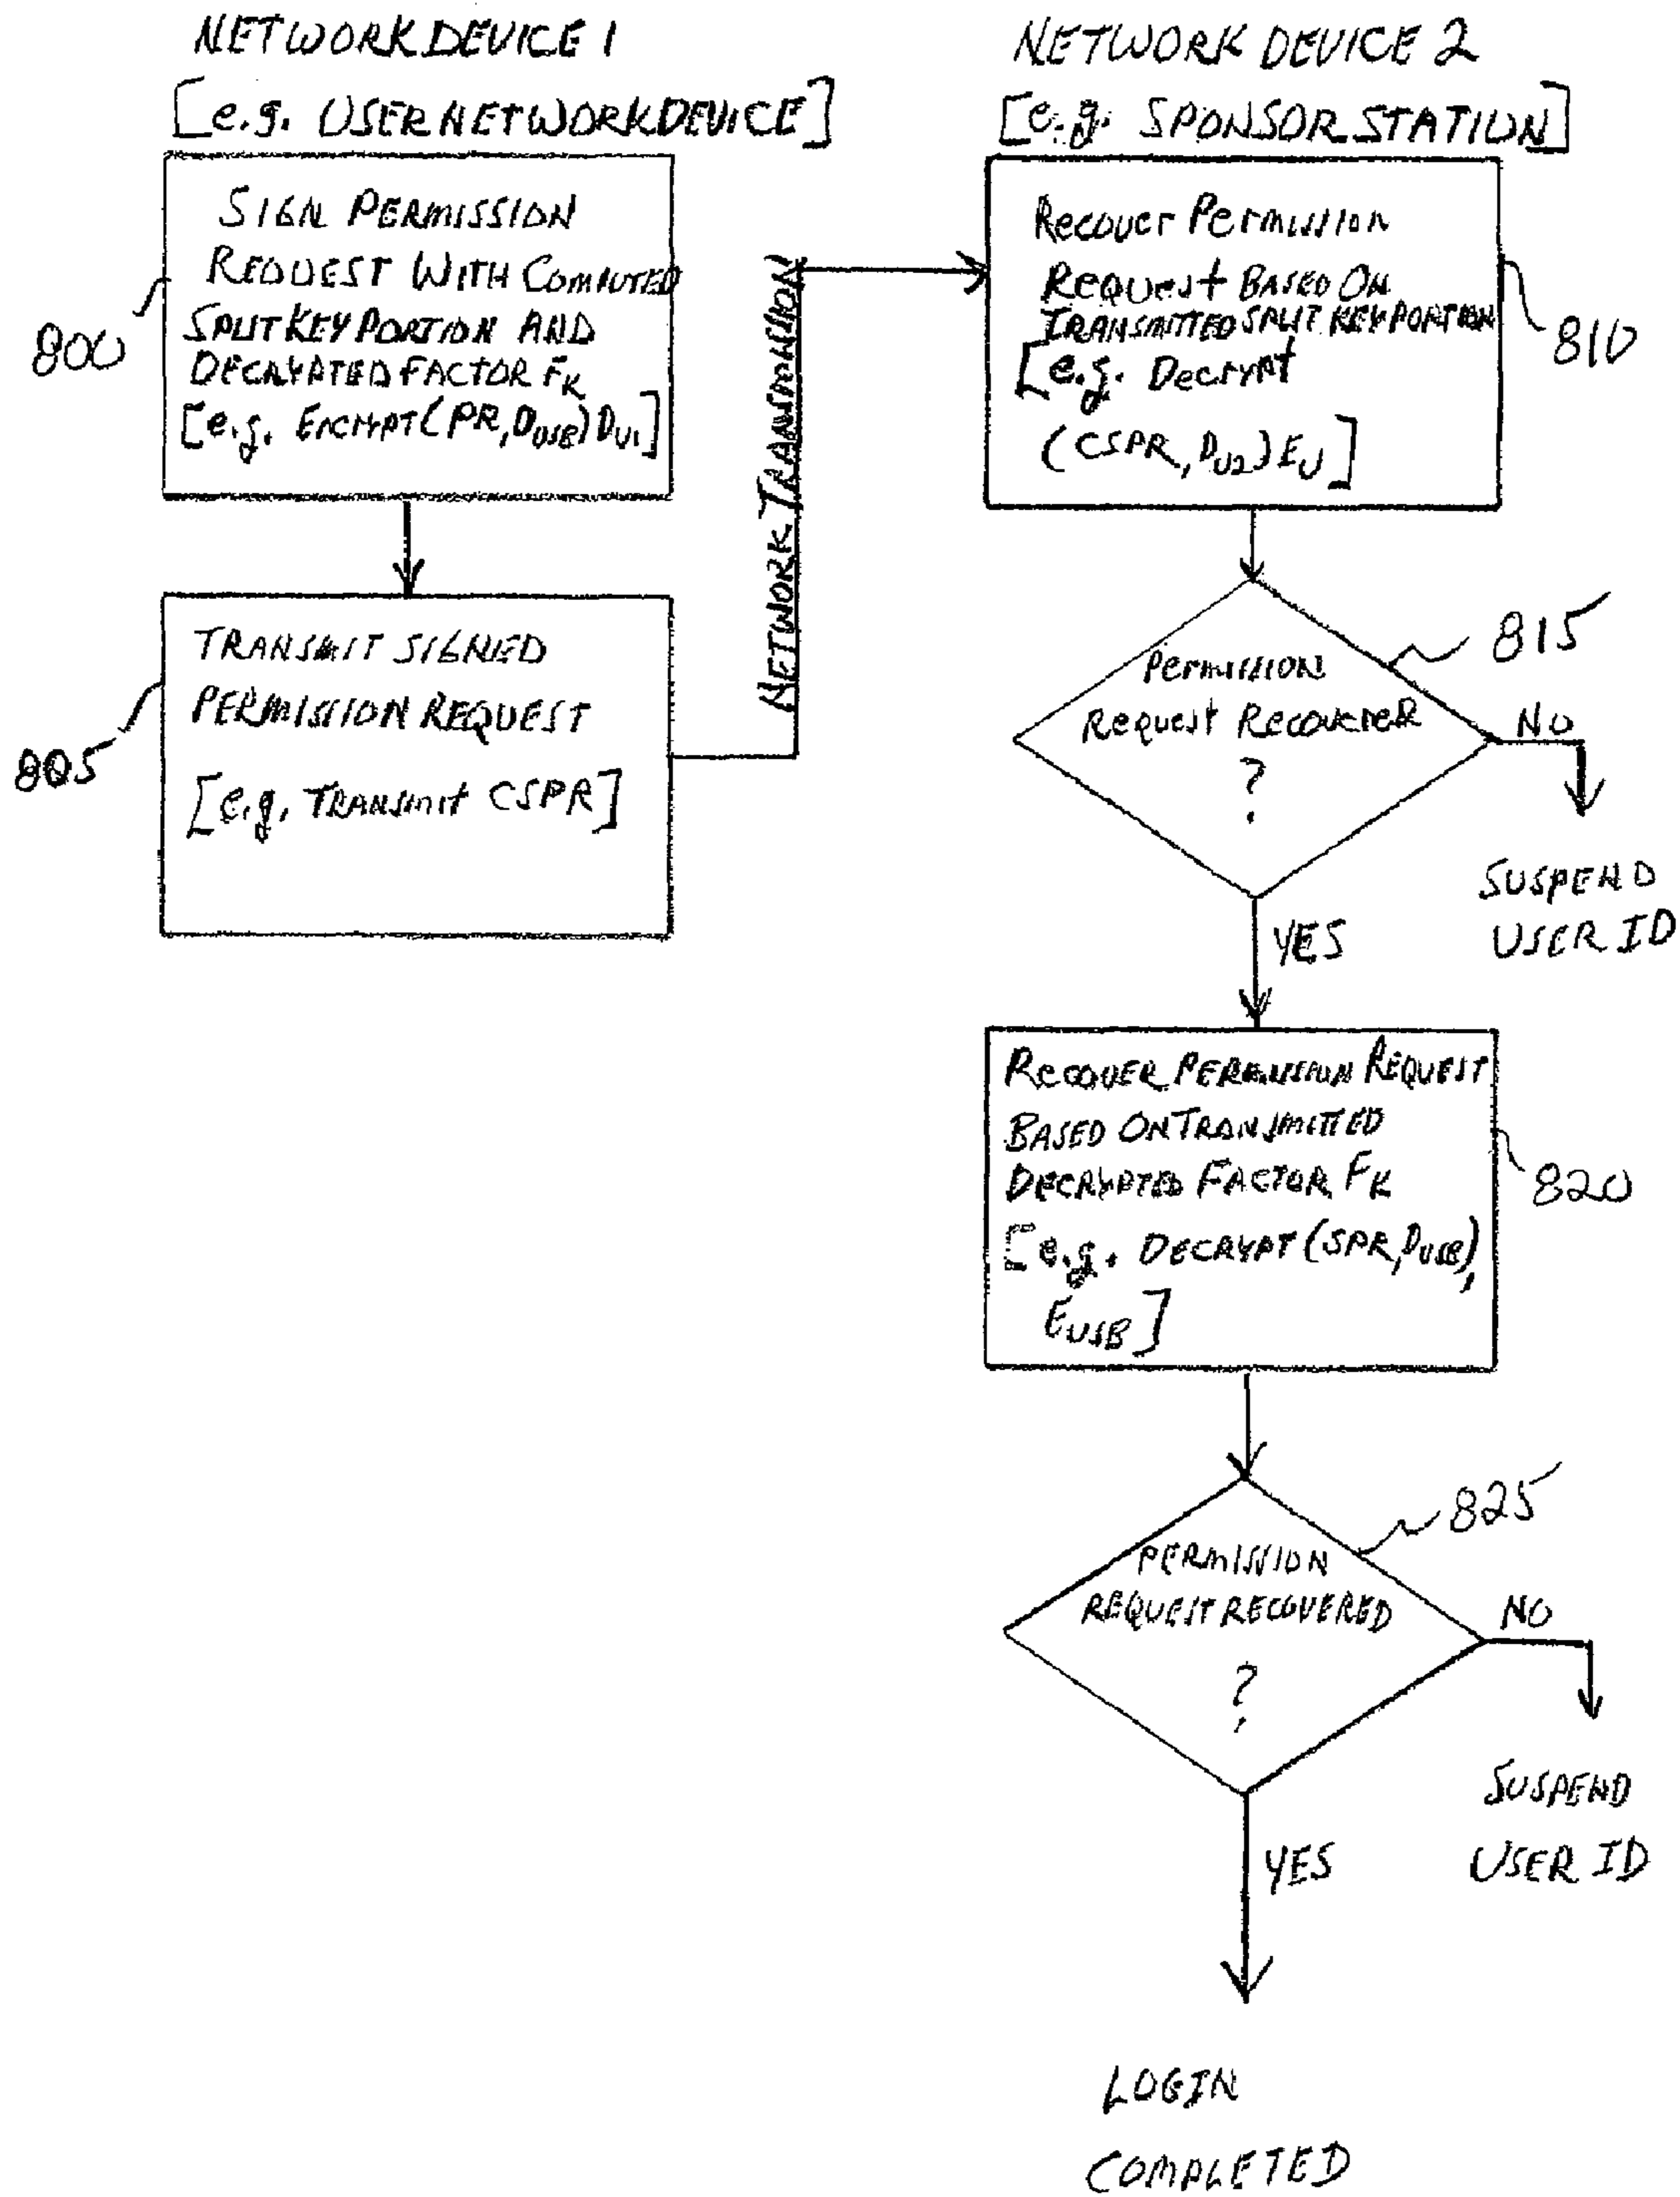 NETWORK DEVICE 1
[e.g. USER NETWORK DEVICE]
SIGN PERMISSION
REQUEST WITH COMPUTED
SPLIT KEY PORTION AND
DECRYPTED FACTOR FK
[e.g. ENCRYPT(PR, DUSB) DU1]
800
TRANSMIT SIGNED
PERMISSION REQUEST
[e.g. TRANSMIT CSPR]
805
NETWORK TRANSMISSION
NETWORK DEVICE 2
[e.g. SPONSOR STATION]
Recover Permission
Request BASED ON
TRANSMITTED SPLIT KEY PORTION
[e.g. Decrypt
(CSPR, DU2) EU]
810
Permission
Request Recovered
?
815
NO
SUSPEND
USER ID
YES
RECOVER PERMISSION REQUEST
BASED ON TRANSMITTED
DECRYPTED FACTOR FK
[e.g. DECRYPT (SPR, DUSB),
EUSB]
820
PERMISSION
REQUEST RECOVERED
?
825
NO
SUSPEND
USER ID
YES
LOGIN
COMPLETED